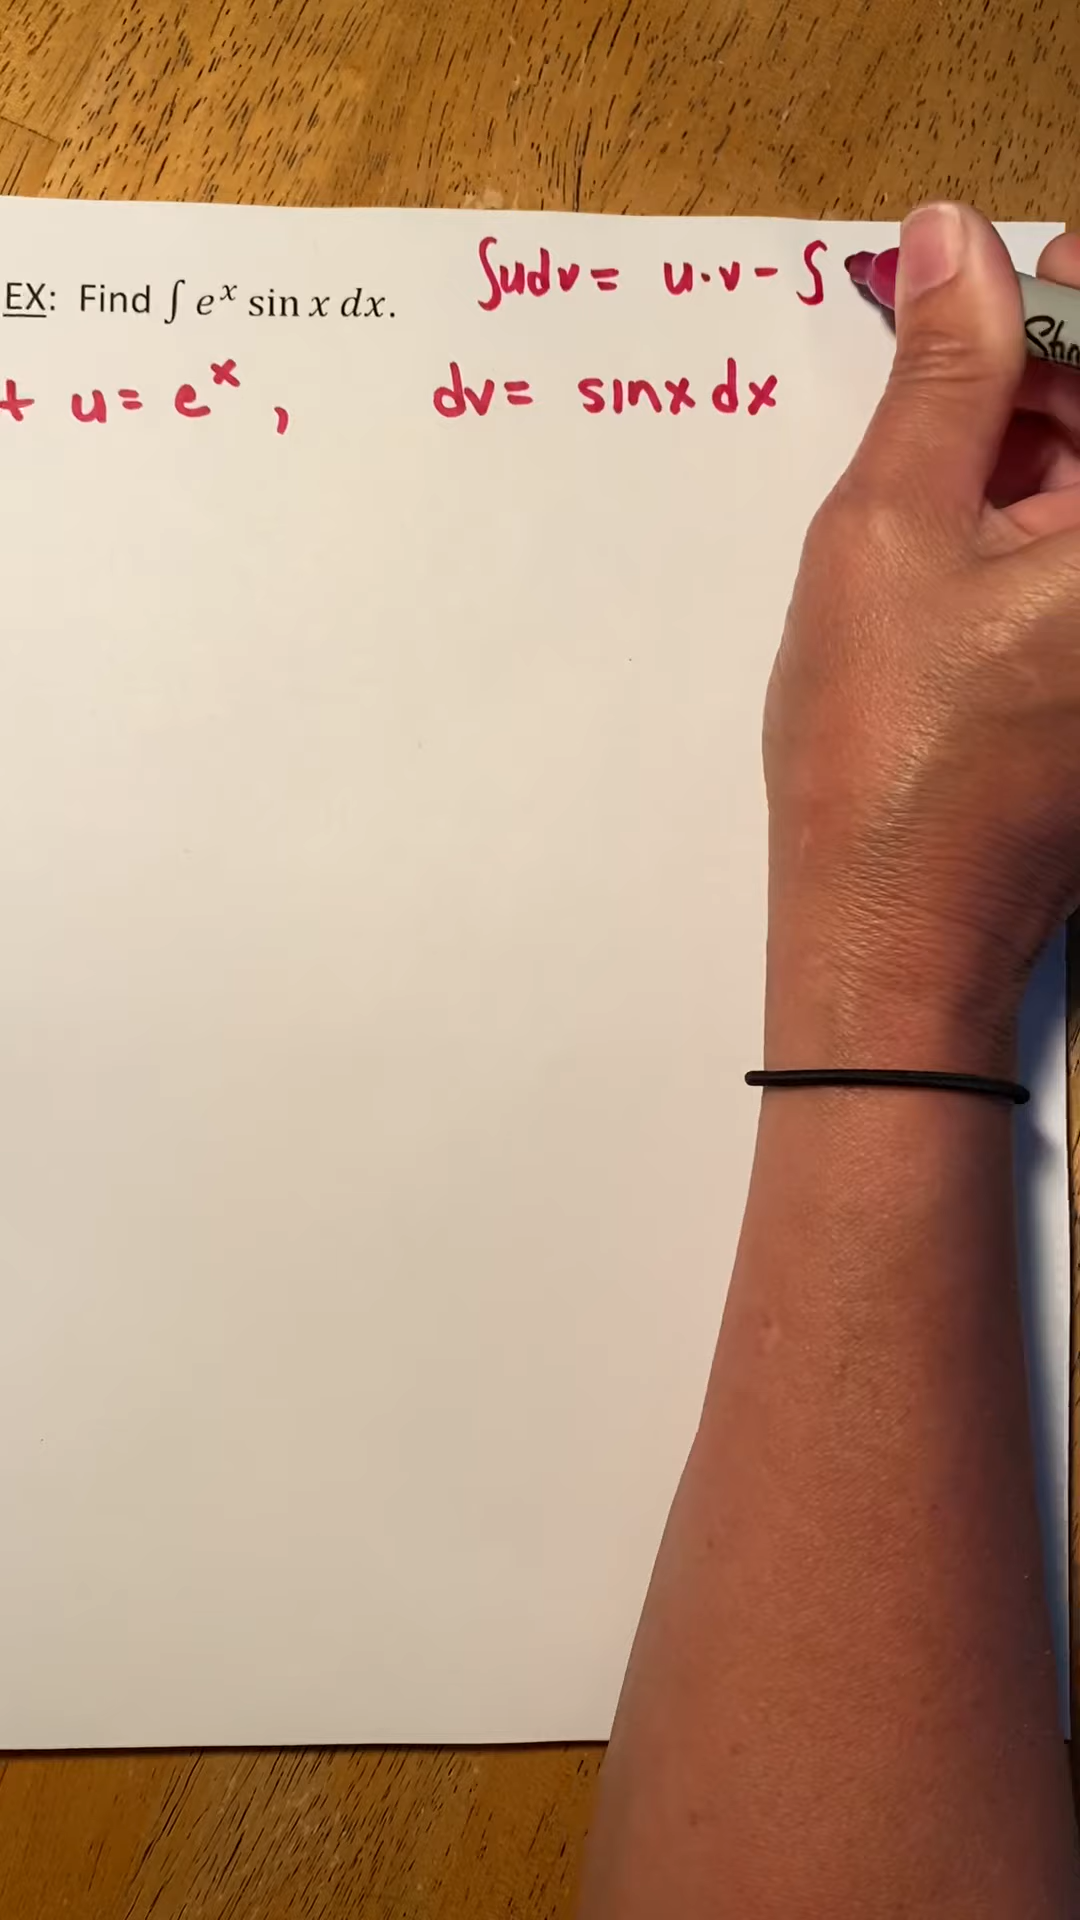 EX: Find ∫ eˣ sin x dx.
∫udv = u·v - ∫
+ u = eˣ, dv = sinx dx